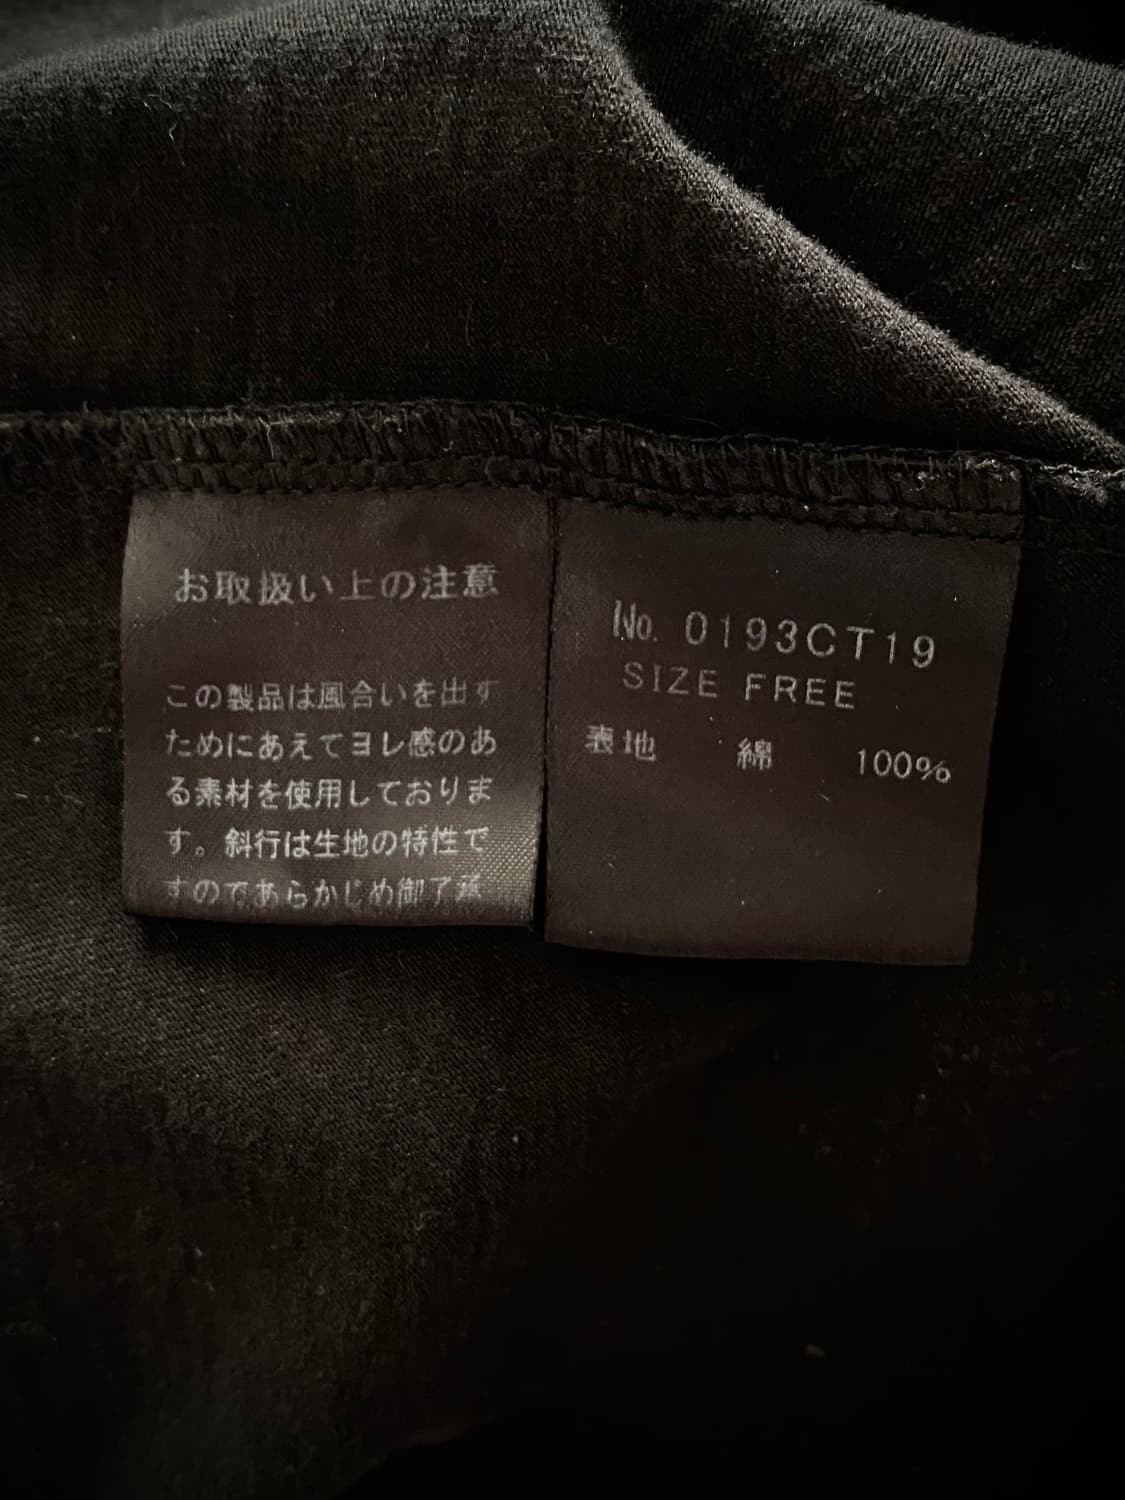 お取扱い上の注意
この製品は風合いを出す
ためにあえてヨレ感のあ
る素材を使用しておりま
す。斜行は生地の特性で
すのであらかじめ御了承
No. 0193CT19
SIZE FREE
表地 綿 100%